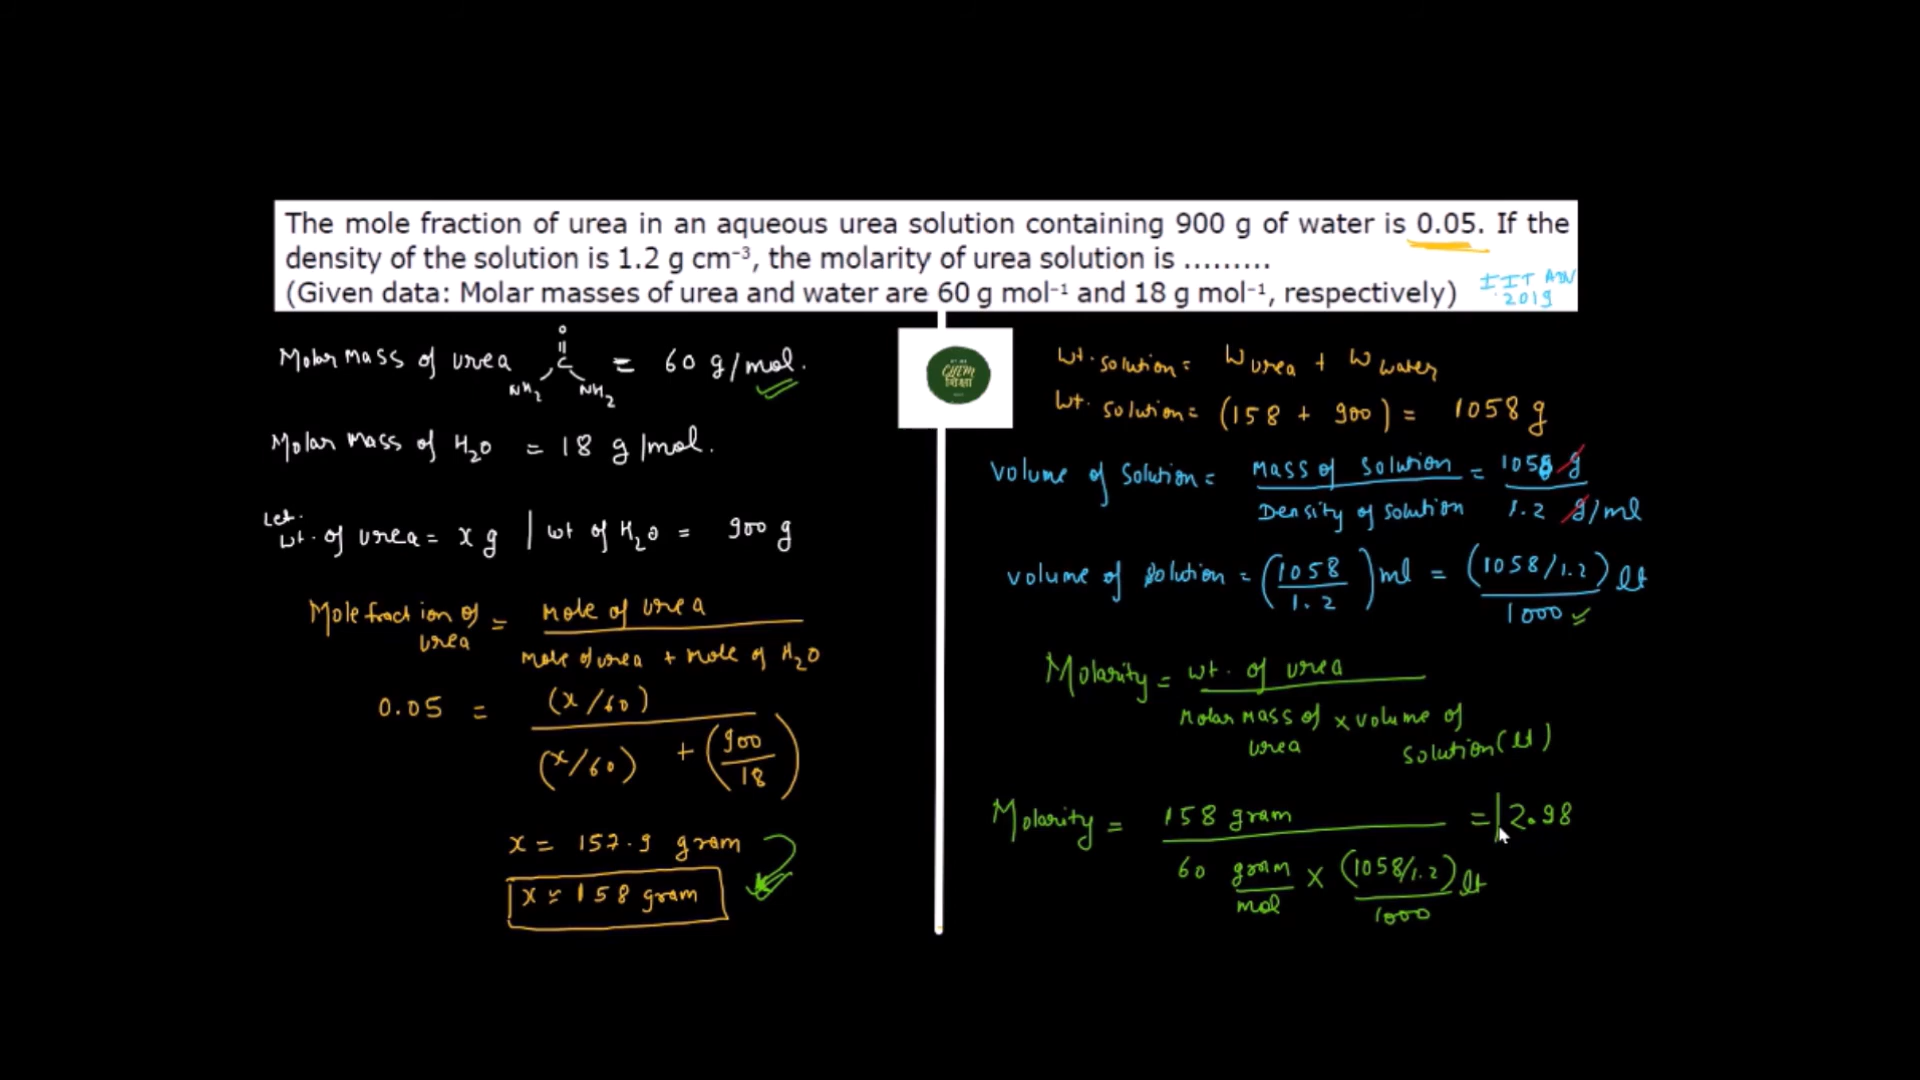 The mole fraction of urea in an aqueous urea solution containing 900 g of water is 0.05. If the
density of the solution is 1.2 g cm⁻³, the molarity of urea solution is .........
(Given data: Molar masses of urea and water are 60 g mol⁻¹ and 18 g mol⁻¹, respectively)
IIT ADV
2019
Molar mass of urea
O
||
C
NH₂ NH₂
= 60 g/mol.
Molar mass of H₂O = 18 g/mol.
Let.
wt. of urea = x g | wt of H₂O = 900 g
Mole fraction of urea = mole of urea / mole of urea + mole of H₂O
0.05 = (x/60) / (x/60) + (900/18)
x = 157.9 gram
x ≈ 158 gram
CHEM
wt. solution = W urea + W water
wt. solution = (158 + 900) = 1058 g
volume of solution = Mass of solution / Density of solution = 1058 g / 1.2 g/ml
volume of solution = (1058/1.2) ml = (1058/1.2)/1000 lt
Molarity = wt. of urea / Molar mass of urea x volume of solution (lt)
Molarity = 158 gram / 60 gram/mol x (1058/1.2)/1000 lt = |2.98